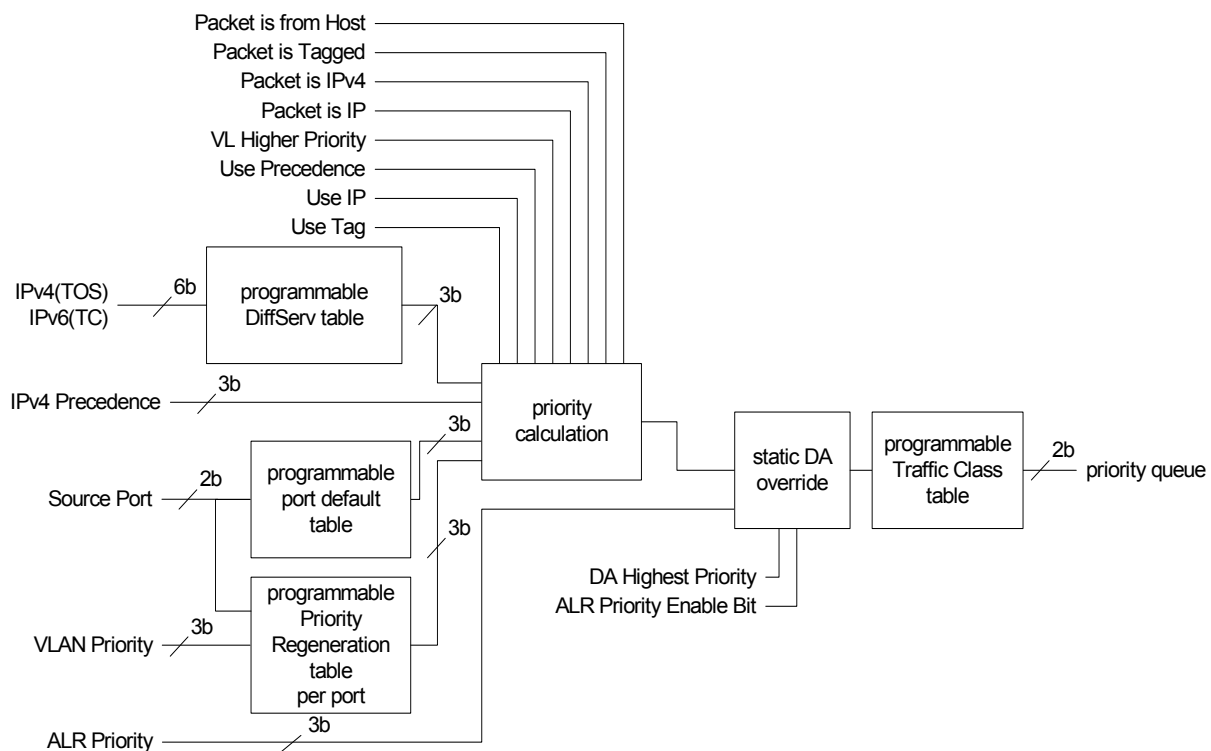 Packet is from Host
Packet is Tagged
Packet is IPv4
Packet is IP
VL Higher Priority
Use Precedence
Use IP
Use Tag
IPv4(TOS)
IPv6(TC)
6b
programmable
DiffServ table
3b
IPv4 Precedence
3b
priority
calculation
Source Port
2b
programmable
port default
table
3b
static DA
override
programmable
Traffic Class
table
2b
priority queue
VLAN Priority
3b
programmable
Priority
Regeneration
table
per port
3b
DA Highest Priority
ALR Priority Enable Bit
ALR Priority
3b